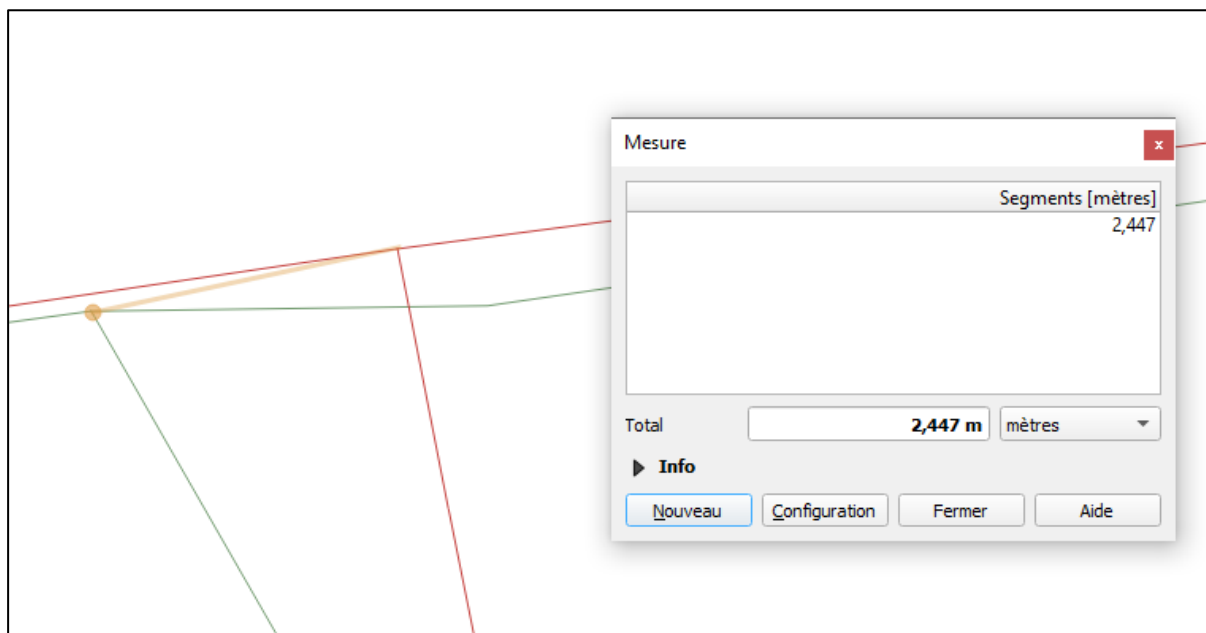 Mesure
x
Segments [mètres]
2,447
Total 2,447 m mètres
Info
Nouveau Configuration Fermer Aide